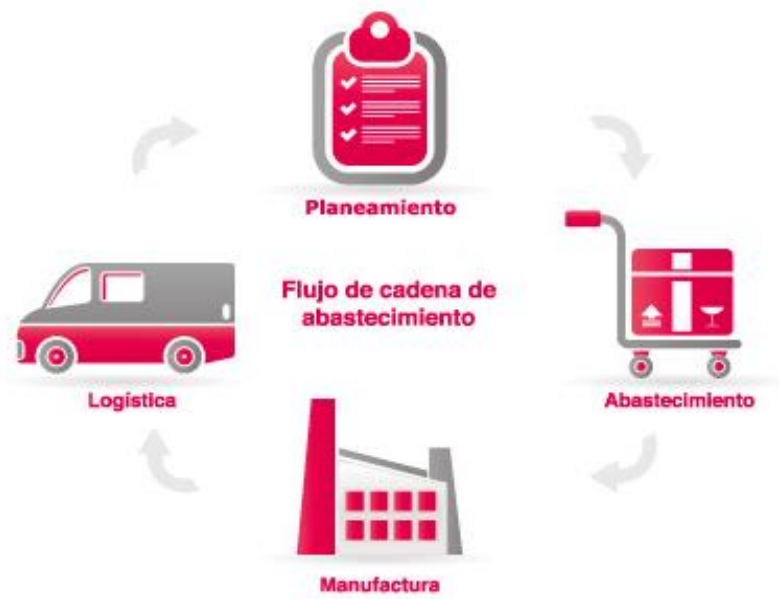 Planeamiento
Flujo de cadena de
abastecimiento
Logística
Abastecimiento
Manufactura